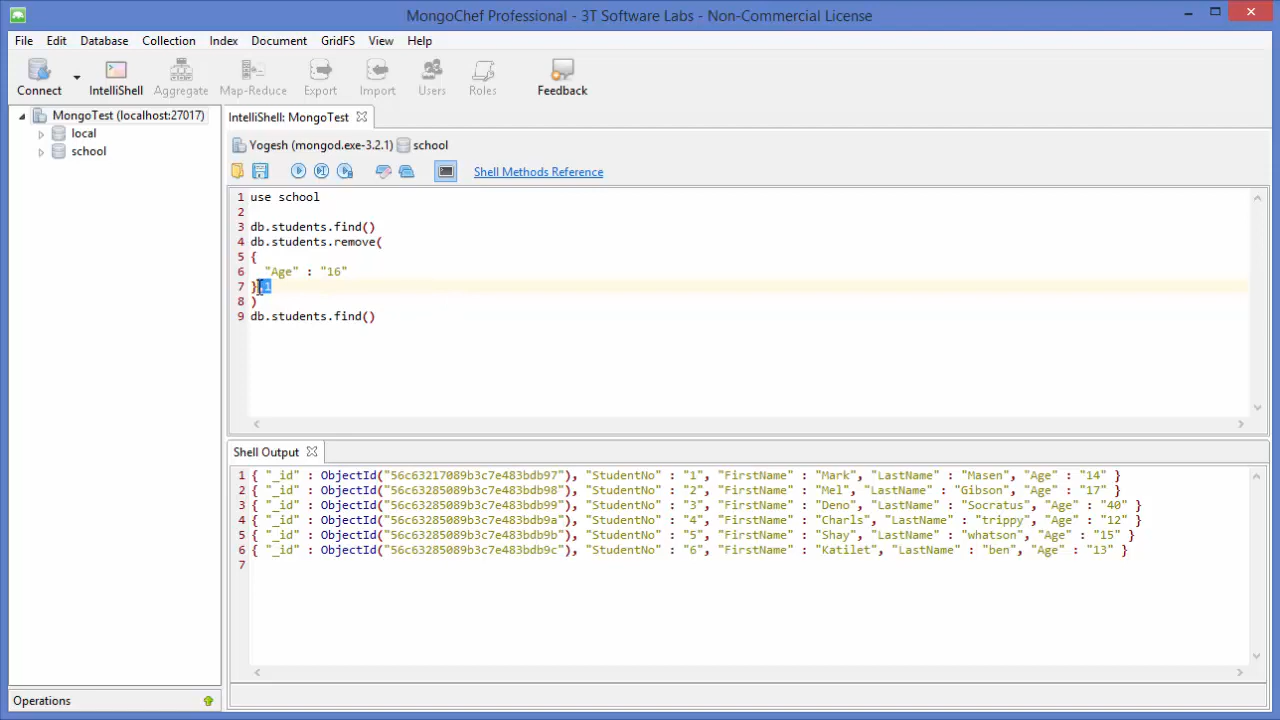 MongoChef Professional - 3T Software Labs - Non-Commercial License
File Edit Database Collection Index Document GridFS View Help
Connect IntelliShell Aggregate Map-Reduce Export Import Users Roles Feedback
MongoTest (localhost:27017)
local
school
IntelliShell: MongoTest
Yogesh (mongod.exe-3.2.1) school
Shell Methods Reference
1 use school
2
3 db.students.find()
4 db.students.remove(
5 {
6 "Age" : "16"
7 },1
8 )
9 db.students.find()
Shell Output
1 { "_id" : ObjectId("56c63217089b3c7e483bdb97"), "StudentNo" : "1", "FirstName" : "Mark", "LastName" : "Masen", "Age" : "14" }
2 { "_id" : ObjectId("56c63285089b3c7e483bdb98"), "StudentNo" : "2", "FirstName" : "Mel", "LastName" : "Gibson", "Age" : "17" }
3 { "_id" : ObjectId("56c63285089b3c7e483bdb99"), "StudentNo" : "3", "FirstName" : "Deno", "LastName" : "Socratus", "Age" : "40 }
4 { "_id" : ObjectId("56c63285089b3c7e483bdb9a"), "StudentNo" : "4", "FirstName" : "Charls", "LastName" : "trippy", "Age" : "12" }
5 { "_id" : ObjectId("56c63285089b3c7e483bdb9b"), "StudentNo" : "5", "FirstName" : "Shay", "LastName" : "whatson", "Age" : "15" }
6 { "_id" : ObjectId("56c63285089b3c7e483bdb9c"), "StudentNo" : "6", "FirstName" : "Katilet", "LastName" : "ben", "Age" : "13" }
7
Operations